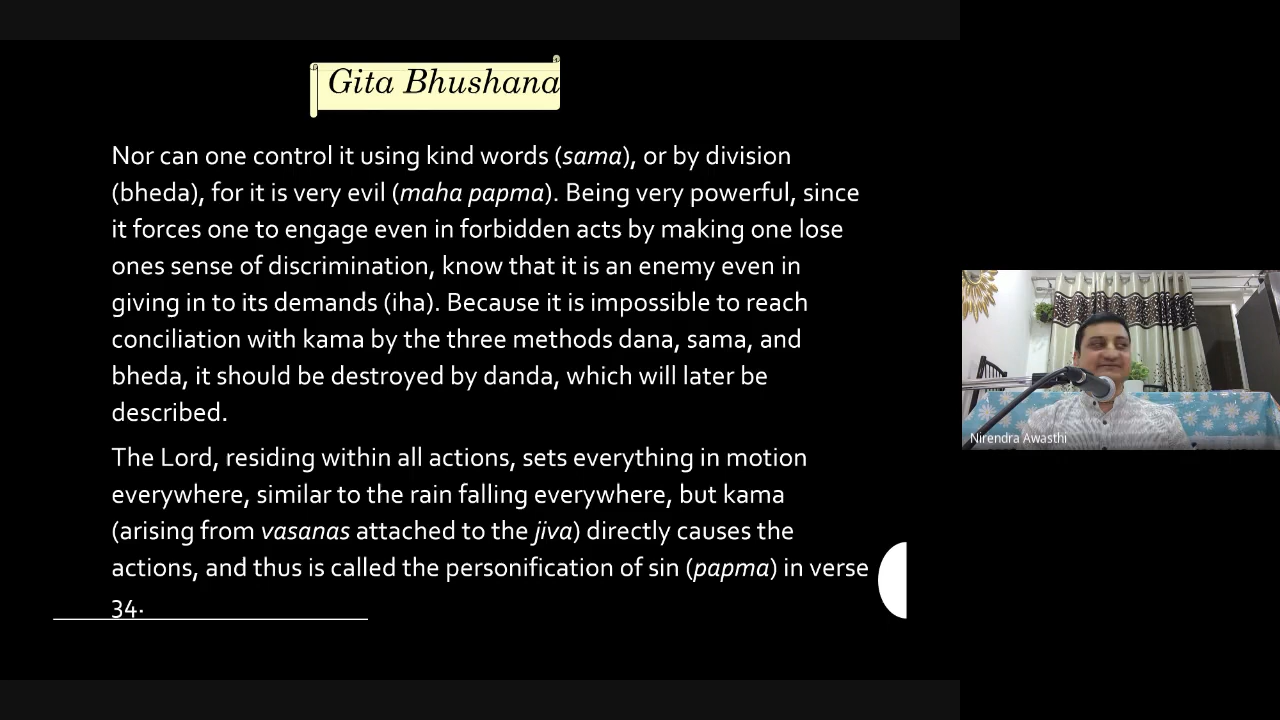 Gita Bhushana
Nor can one control it using kind words (sama), or by division
(bheda), for it is very evil (maha papma). Being very powerful, since
it forces one to engage even in forbidden acts by making one lose
ones sense of discrimination, know that it is an enemy even in
giving in to its demands (iha). Because it is impossible to reach
conciliation with kama by the three methods dana, sama, and
bheda, it should be destroyed by danda, which will later be
described.
The Lord, residing within all actions, sets everything in motion
everywhere, similar to the rain falling everywhere, but kama
(arising from vasanas attached to the jiva) directly causes the
actions, and thus is called the personification of sin (papma) in verse
34.
Nirendra Awasthi